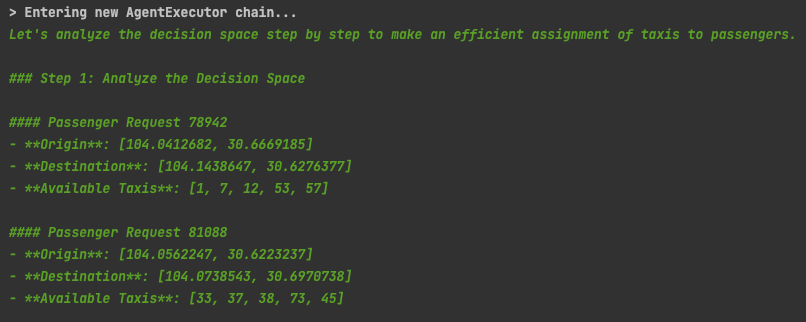 > Entering new AgentExecutor chain...
Let's analyze the decision space step by step to make an efficient assignment of taxis to passengers.
### Step 1: Analyze the Decision Space
#### Passenger Request 78942
- **Origin**: [104.0412682, 30.6669185]
- **Destination**: [104.1438647, 30.6276377]
- **Available Taxis**: [1, 7, 12, 53, 57]
#### Passenger Request 81088
- **Origin**: [104.0562247, 30.6223237]
- **Destination**: [104.0738543, 30.6970738]
- **Available Taxis**: [33, 37, 38, 73, 45]